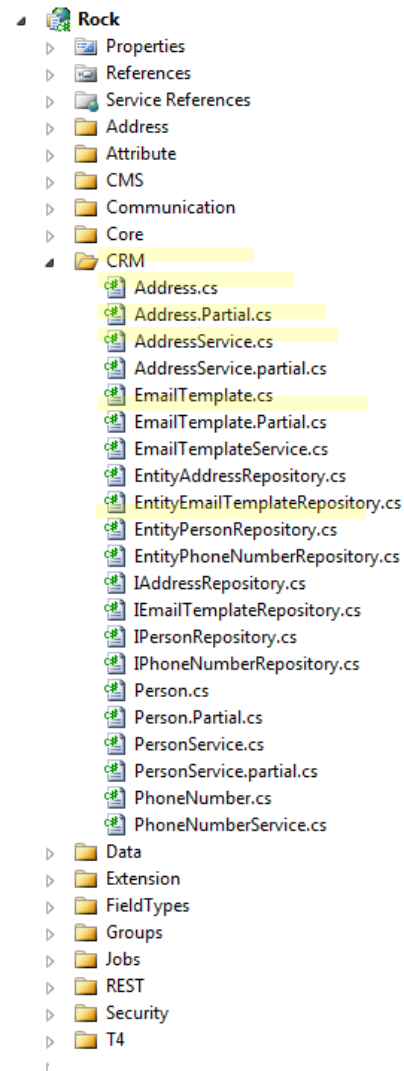 Rock
Properties
References
Service References
Address
Attribute
CMS
Communication
Core
CRM
Address.cs
Address.Partial.cs
AddressService.cs
AddressService.partial.cs
EmailTemplate.cs
EmailTemplate.Partial.cs
EmailTemplateService.cs
EntityAddressRepository.cs
EntityEmailTemplateRepository.cs
EntityPersonRepository.cs
EntityPhoneNumberRepository.cs
IAddressRepository.cs
IEmailTemplateRepository.cs
IPersonRepository.cs
IPhoneNumberRepository.cs
Person.cs
Person.Partial.cs
PersonService.cs
PersonService.partial.cs
PhoneNumber.cs
PhoneNumberService.cs
Data
Extension
FieldTypes
Groups
Jobs
REST
Security
T4